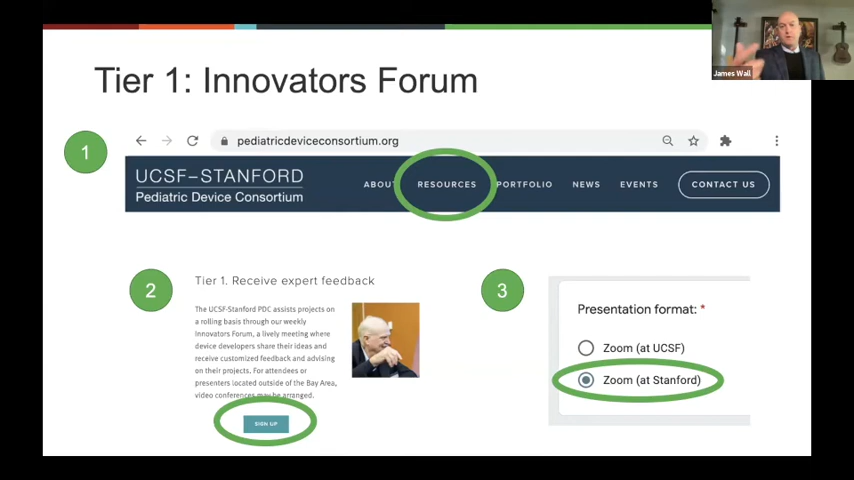 James Wall
Tier 1: Innovators Forum
1
pediatricdeviceconsortium.org
UCSF–STANFORD
Pediatric Device Consortium
ABOUT
RESOURCES
PORTFOLIO
NEWS
EVENTS
CONTACT US
2
Tier 1. Receive expert feedback
The UCSF-Stanford PDC assists projects on
a rolling basis through our weekly
Innovators Forum, a lively meeting where
device developers share their ideas and
receive customized feedback and advising
on their projects. For attendees or
presenters located outside of the Bay Area,
video conferences may be arranged.
SIGN UP
3
Presentation format: *
Zoom (at UCSF)
Zoom (at Stanford)